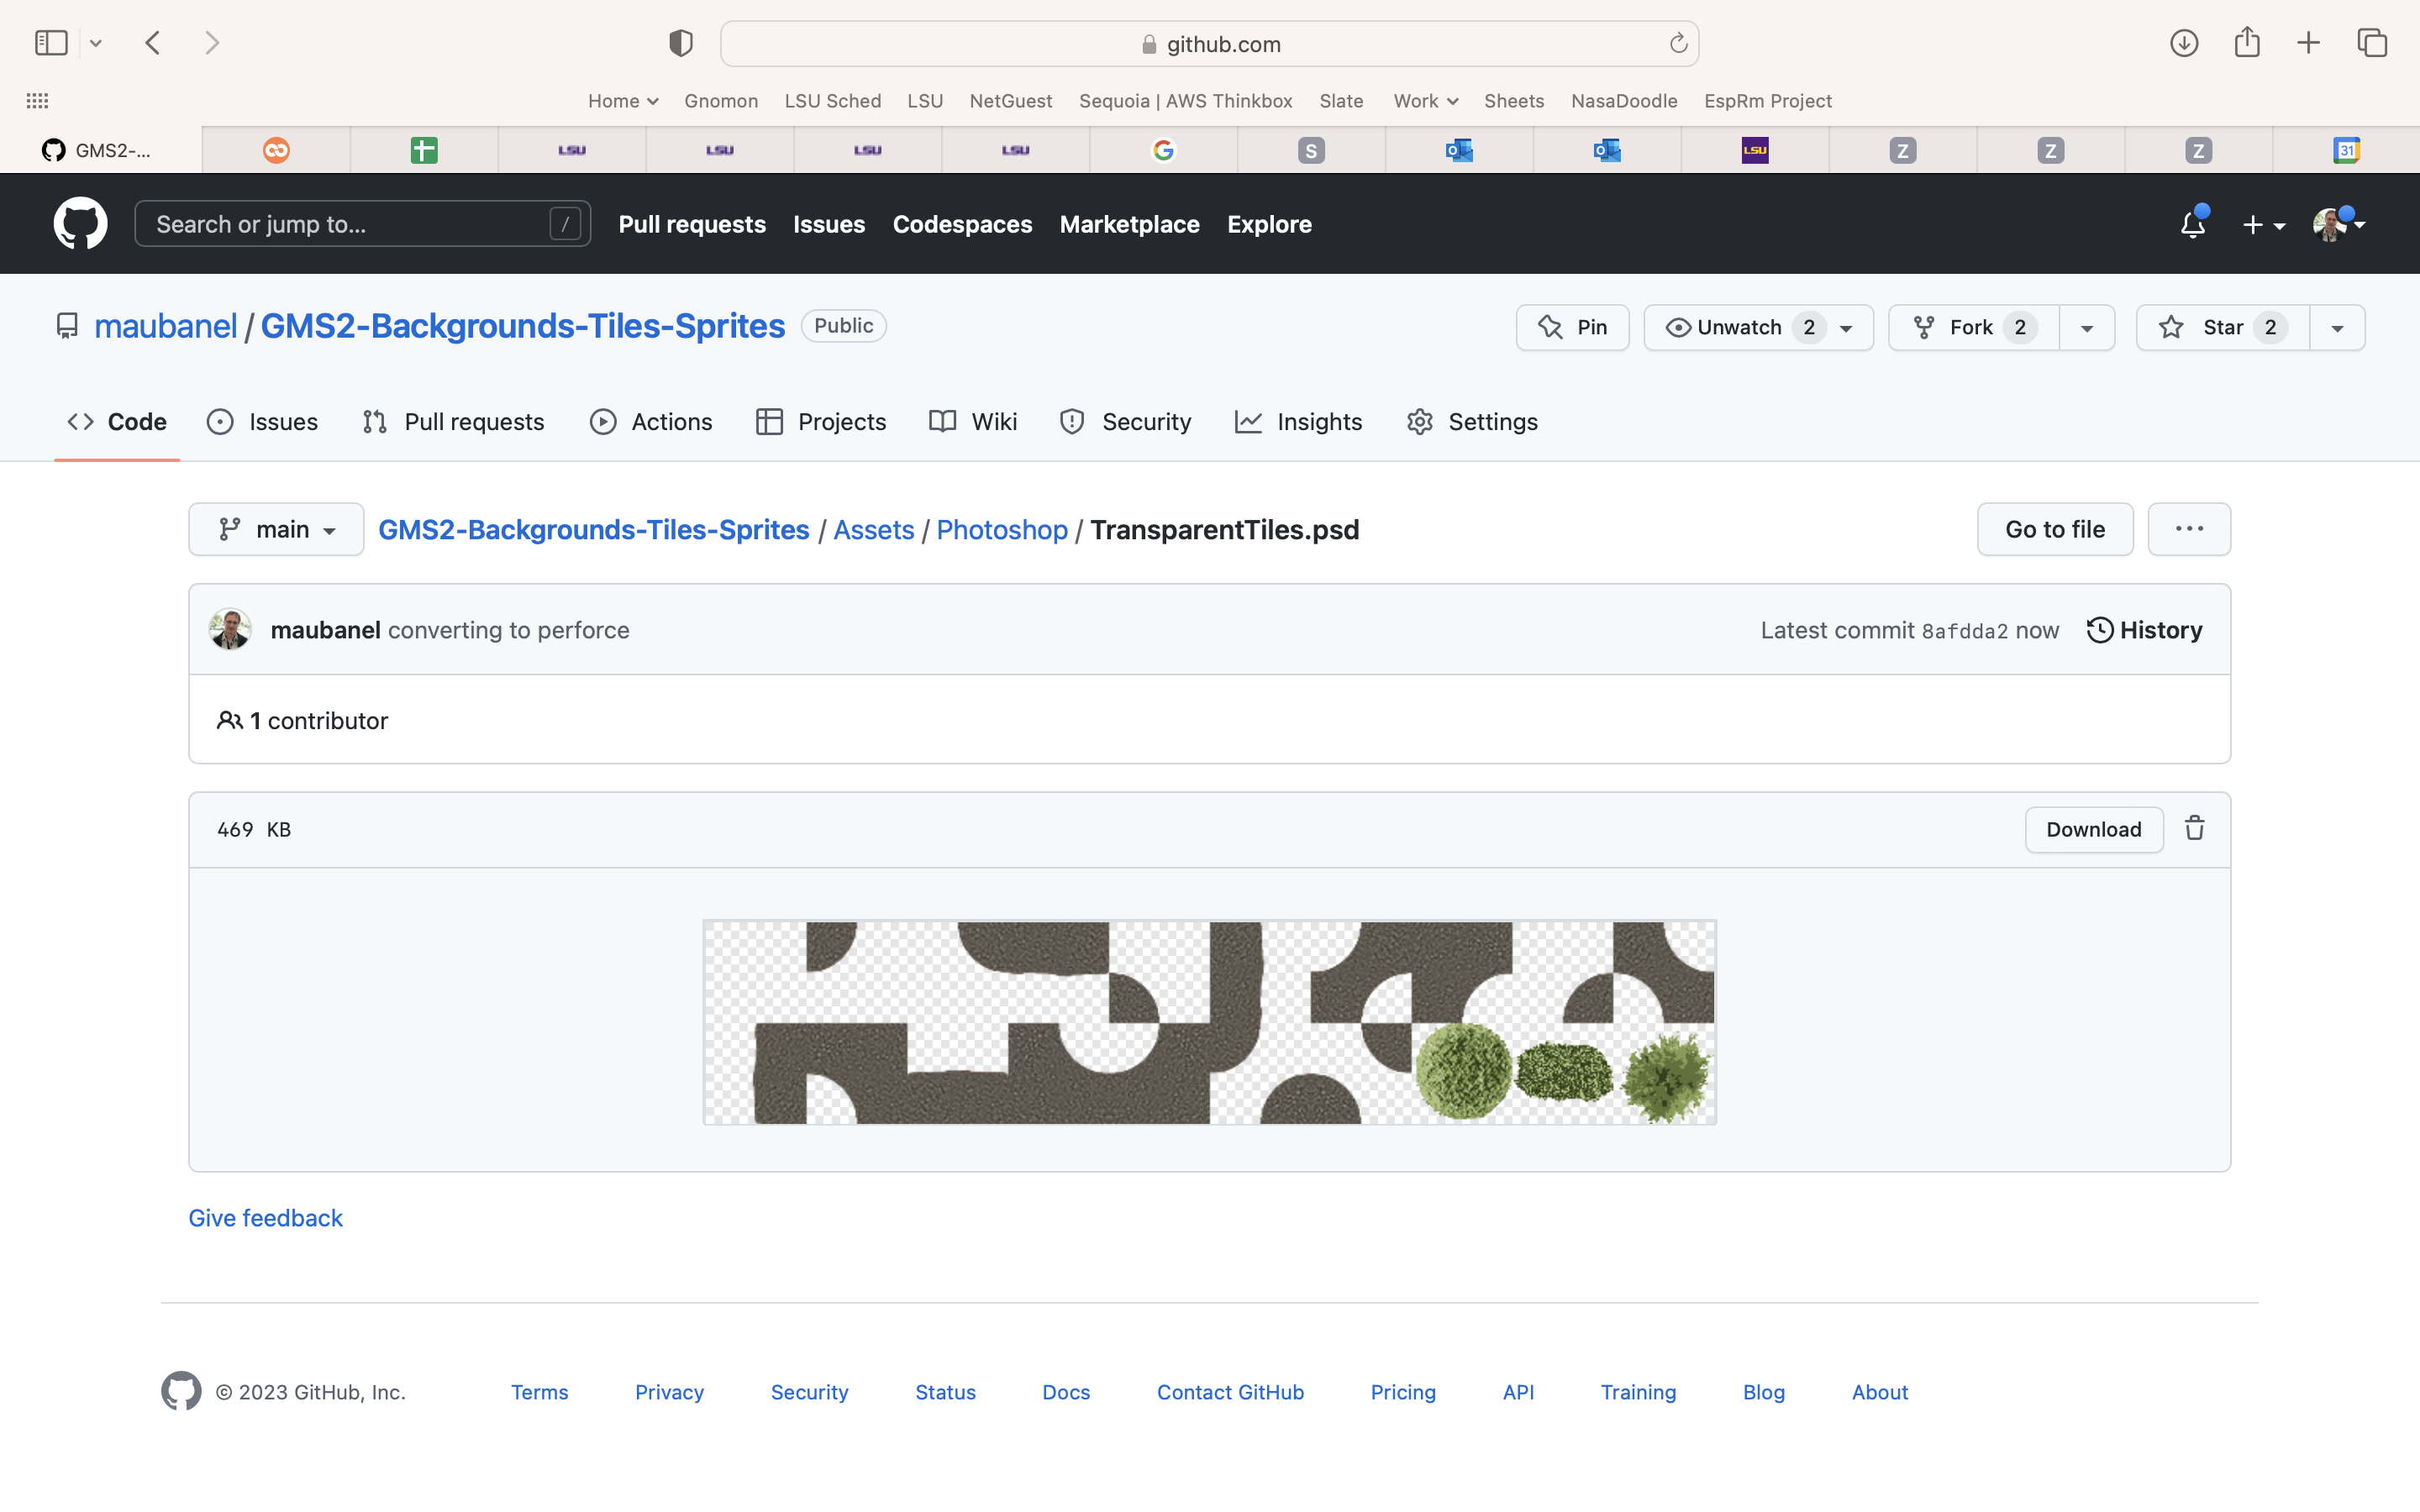 github.com
Home Gnomon LSU Sched LSU NetGuest Sequoia | AWS Thinkbox Slate Work Sheets NasaDoodle EspRm Project
GMS2-... LSU LSU LSU LSU G S O O LSU Z Z Z 31
Search or jump to... / Pull requests Issues Codespaces Marketplace Explore
maubanel / GMS2-Backgrounds-Tiles-Sprites Public Pin Unwatch 2 Fork 2 Star 2
Code Issues Pull requests Actions Projects Wiki Security Insights Settings
main GMS2-Backgrounds-Tiles-Sprites / Assets / Photoshop / TransparentTiles.psd Go to file ...
maubanel converting to perforce Latest commit 8afdda2 now History
1 contributor
469 KB Download
Give feedback
© 2023 GitHub, Inc. Terms Privacy Security Status Docs Contact GitHub Pricing API Training Blog About